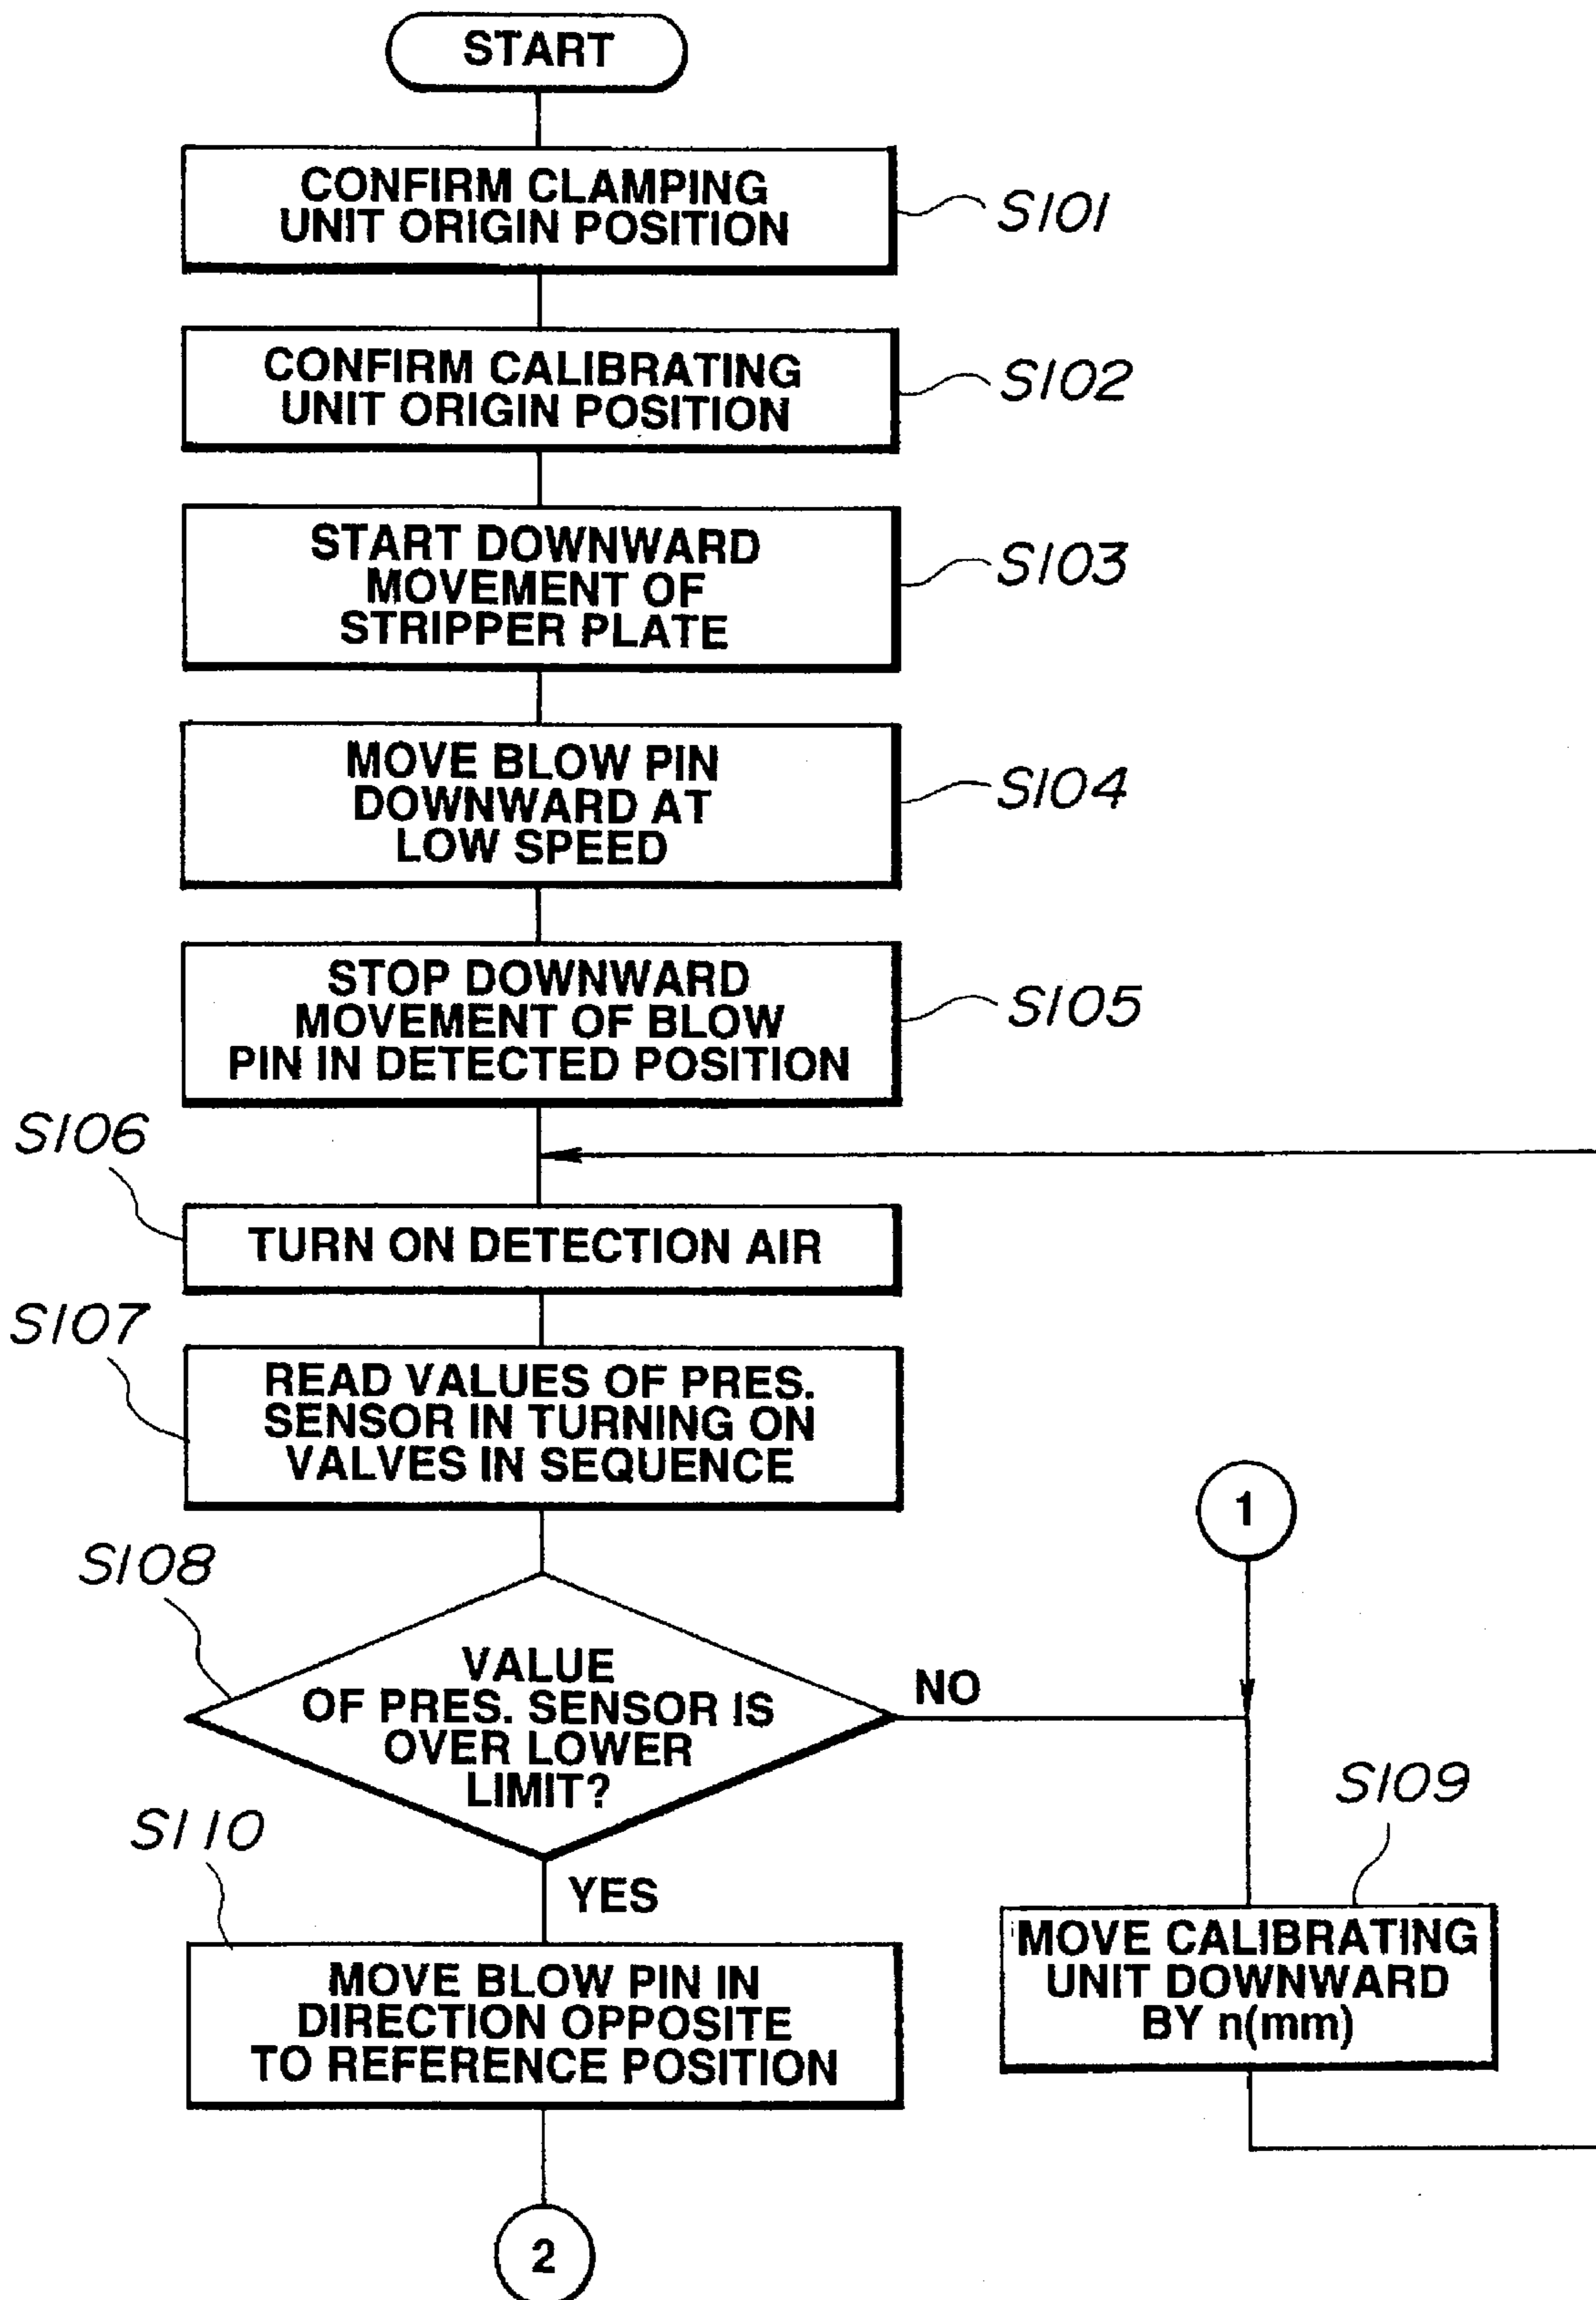 START
CONFIRM CLAMPING
UNIT ORIGIN POSITION
S101
CONFIRM CALIBRATING
UNIT ORIGIN POSITION
S102
START DOWNWARD
MOVEMENT OF
STRIPPER PLATE
S103
MOVE BLOW PIN
DOWNWARD AT
LOW SPEED
S104
STOP DOWNWARD
MOVEMENT OF BLOW
PIN IN DETECTED POSITION
S105
S106
TURN ON DETECTION AIR
S107
READ VALUES OF PRES.
SENSOR IN TURNING ON
VALVES IN SEQUENCE
1
S108
VALUE
OF PRES. SENSOR IS
OVER LOWER
LIMIT?
NO
S109
S110
YES
MOVE CALIBRATING
UNIT DOWNWARD
BY n(mm)
MOVE BLOW PIN IN
DIRECTION OPPOSITE
TO REFERENCE POSITION
2